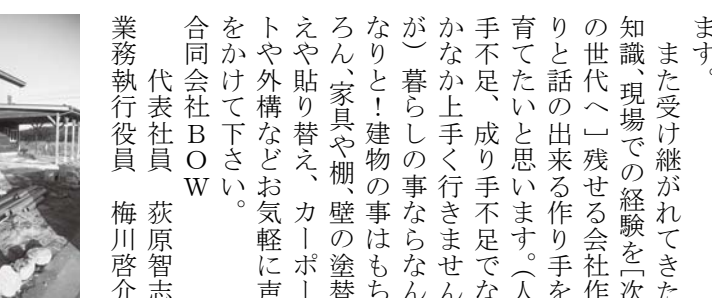 ます。
また受け継がれてきた
知識、現場での経験を［次
の世代へ］残せる会社作
りと話の出来る作り手を
育てたいと思います。（人
手不足、成り手不足でな
かなか上手く行きません
が）暮らしの事ならなん
なりと！建物の事はもち
ろん、家具や棚、壁の塗替
えや貼り替え、カーポー
トや外構などお気軽に声
をかけて下さい。
合同会社ＢＯＷ
代表社員　荻原智志
業務執行役員　梅川啓介